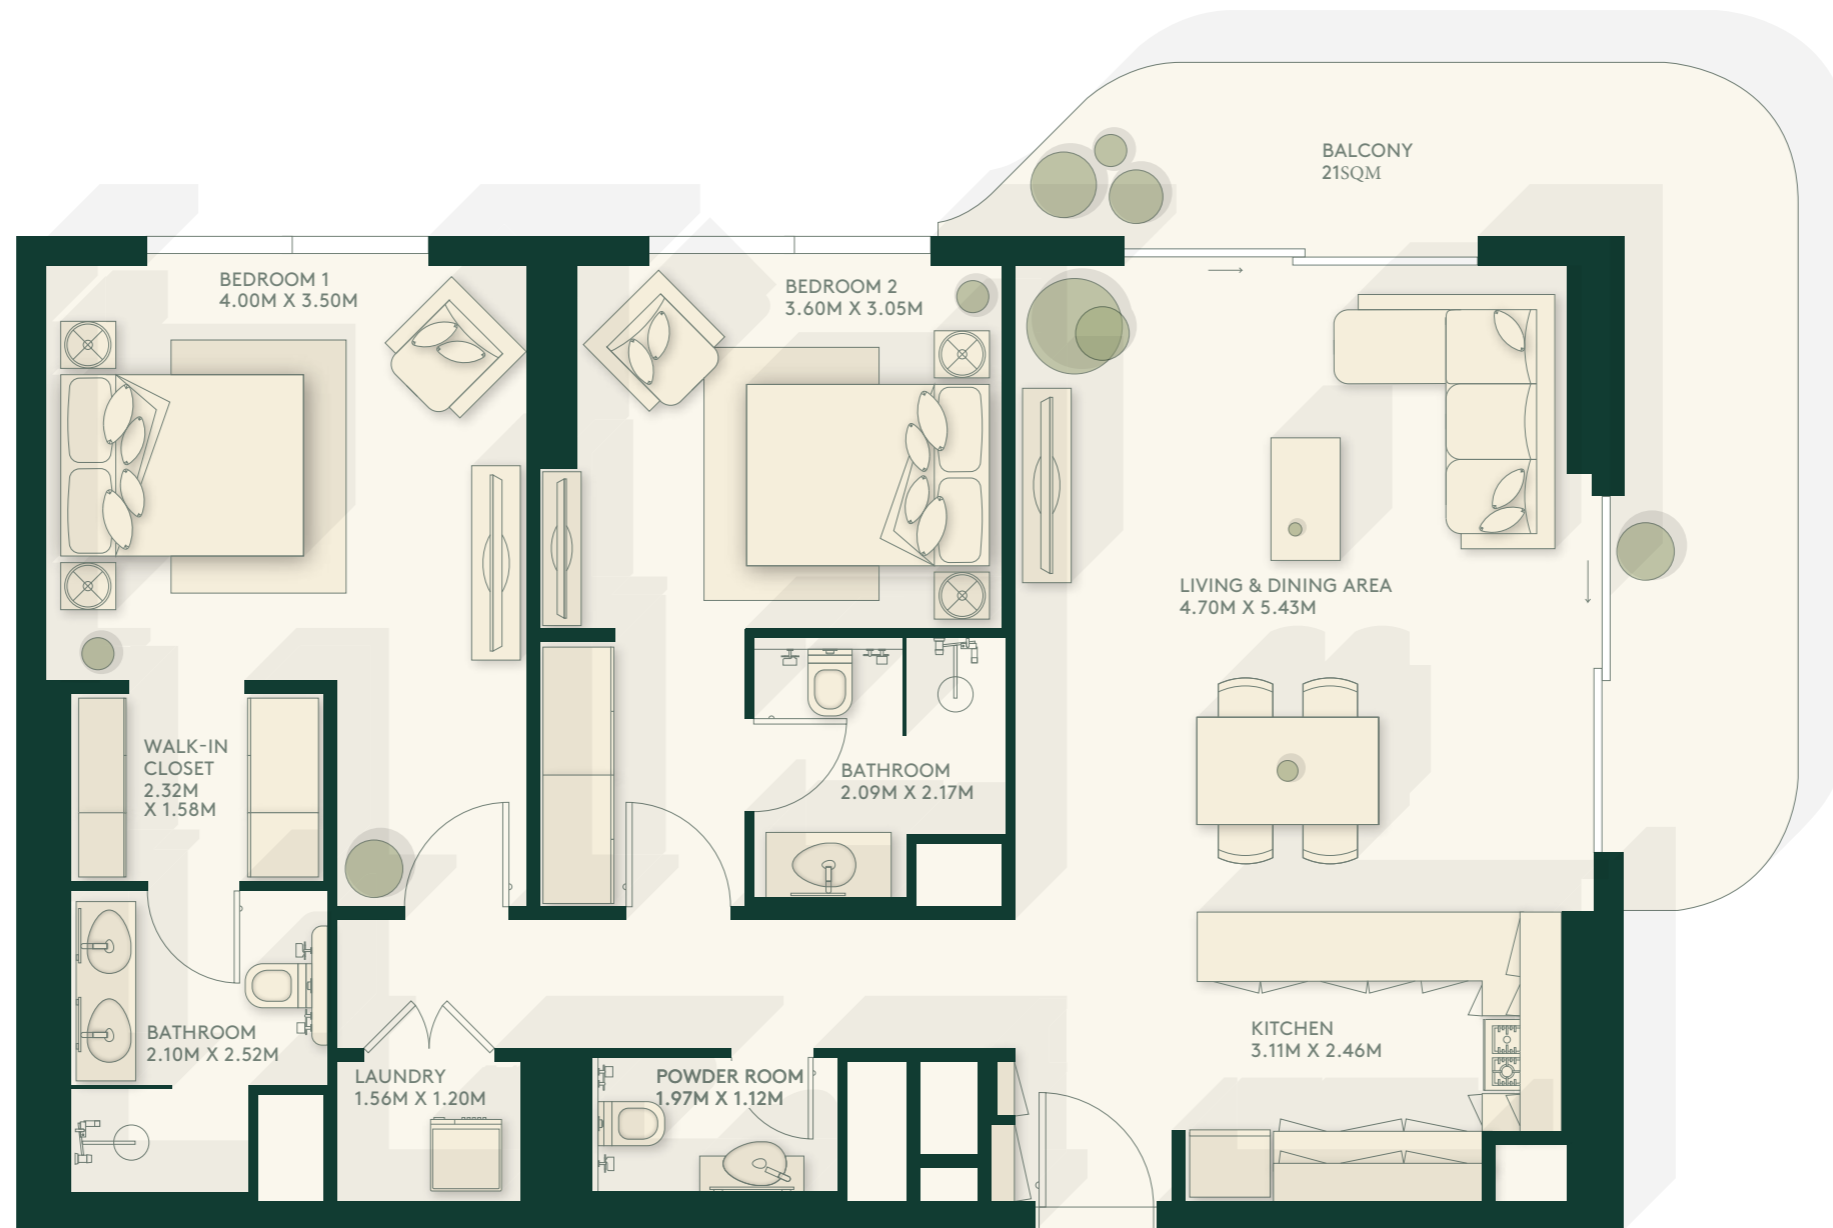 BALCONY
21SQM
BEDROOM 1
4.00M X 3.50M
BEDROOM 2
3.60M X 3.05M
LIVING & DINING AREA
4.70M X 5.43M
WALK-IN
CLOSET
2.32M
X 1.58M
BATHROOM
2.09M X 2.17M
BATHROOM
2.10M X 2.52M
KITCHEN
3.11M X 2.46M
LAUNDRY
1.56M X 1.20M
POWDER ROOM
1.97M X 1.12M